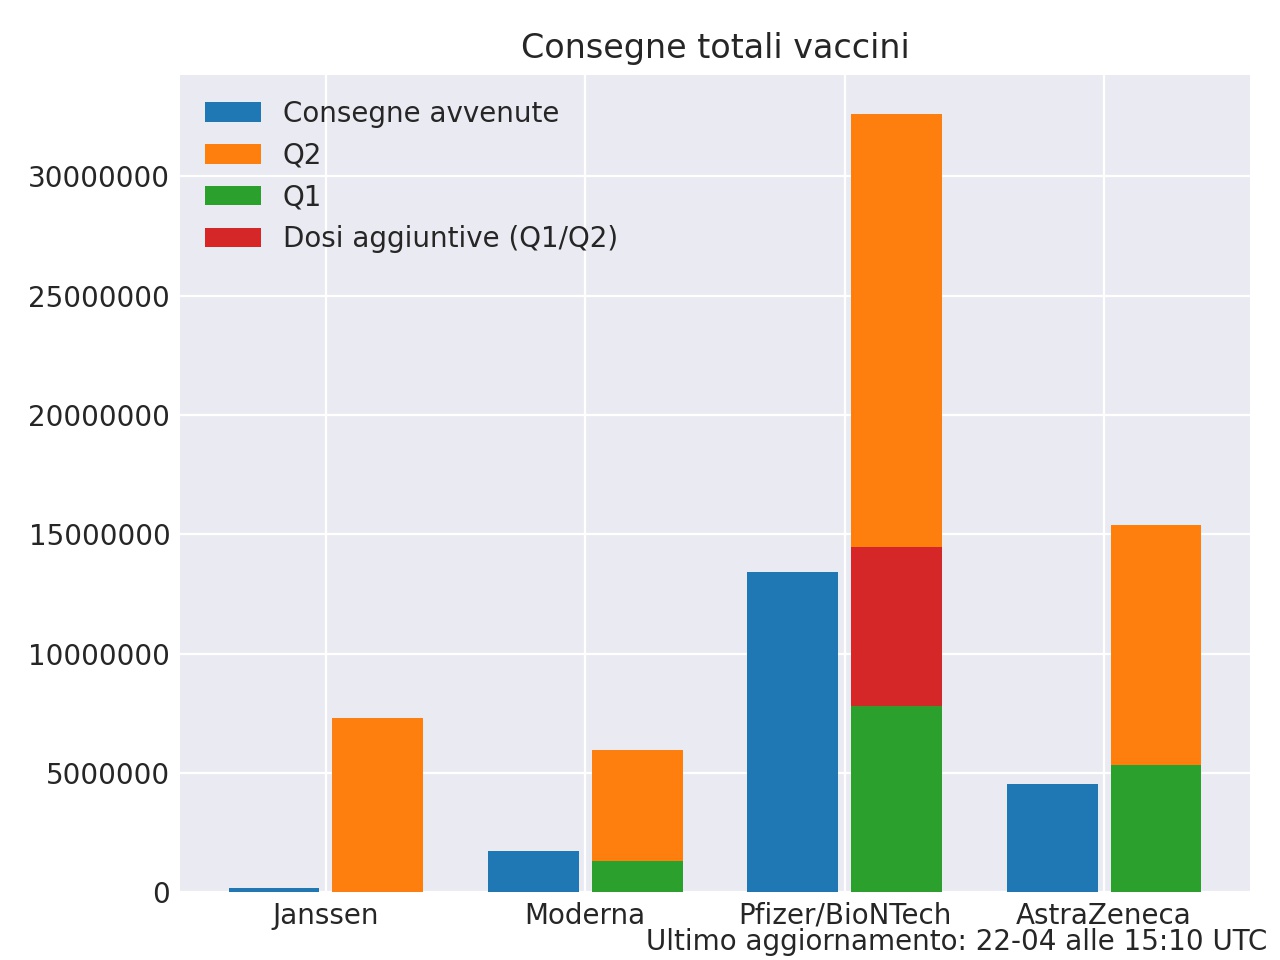 Consegne totali vaccini
Consegne avvenute
Q2
Q1
Dosi aggiuntive (Q1/Q2)
30000000
25000000
20000000
15000000
10000000
5000000
0
Janssen Moderna Pfizer/BioNTech AstraZeneca
Ultimo aggiornamento: 22-04 alle 15:10 UTC